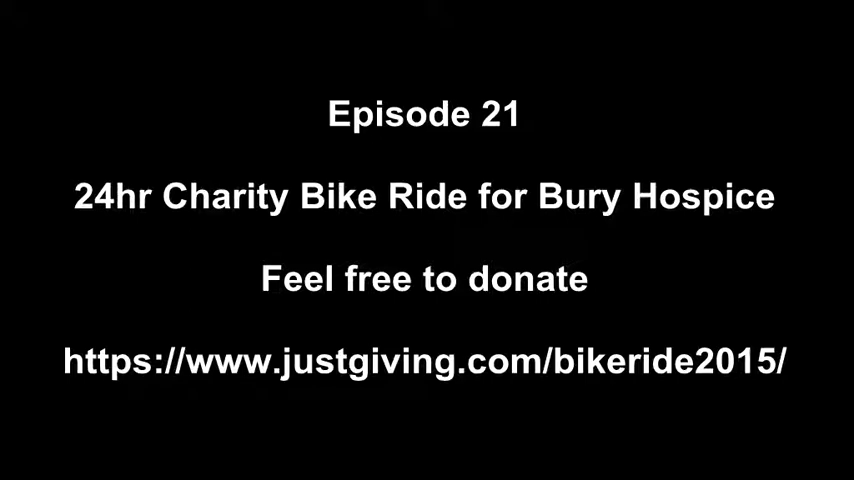 Episode 21
24hr Charity Bike Ride for Bury Hospice
Feel free to donate
https://www.justgiving.com/bikeride2015/